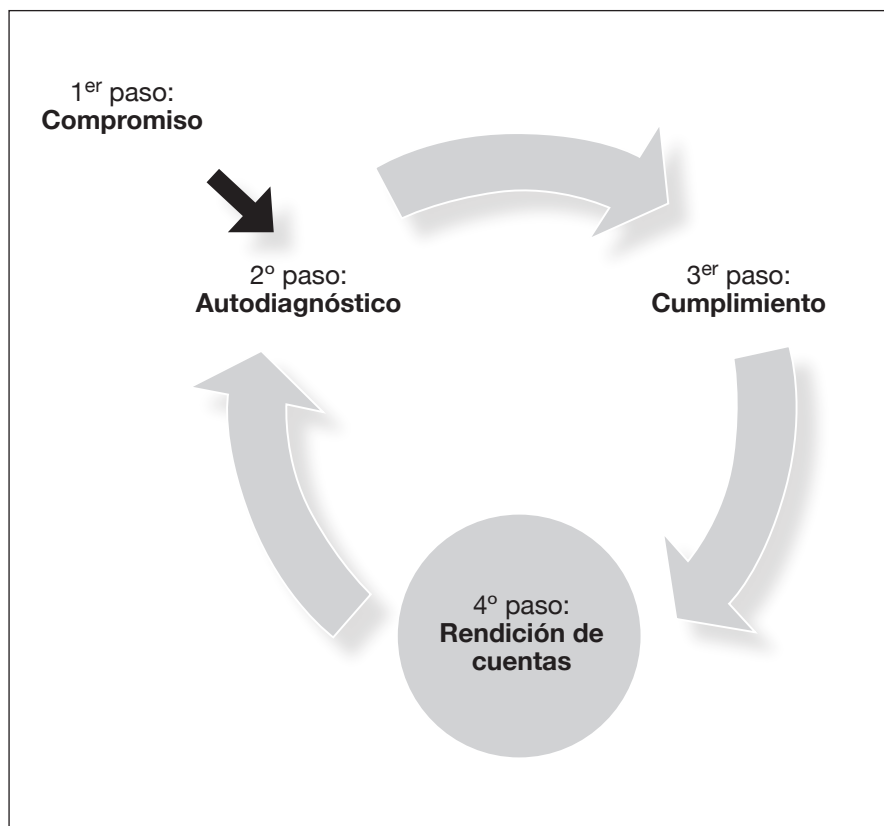 1er paso:
Compromiso
2º paso:
Autodiagnóstico
3er paso:
Cumplimiento
4º paso:
Rendición de
cuentas